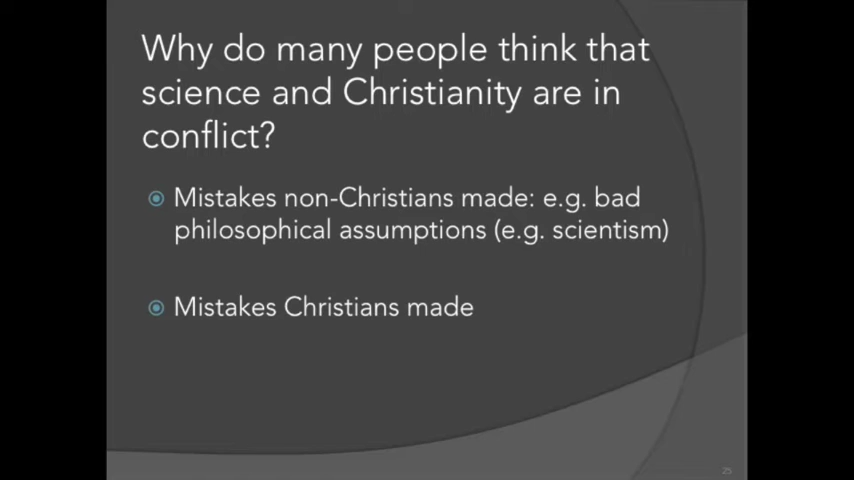 Why do many people think that
science and Christianity are in
conflict?
Mistakes non-Christians made: e.g. bad
philosophical assumptions (e.g. scientism)
Mistakes Christians made
25